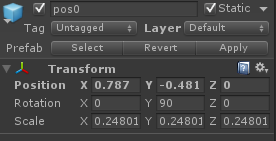 pos0 Static
Tag Untagged Layer Default
Prefab Select Revert Apply
Transform
Position X 0.787 Y -0.481 Z 0
Rotation X 0 Y 90 Z 0
Scale X 0.24801 Y 0.24801 Z 0.24801